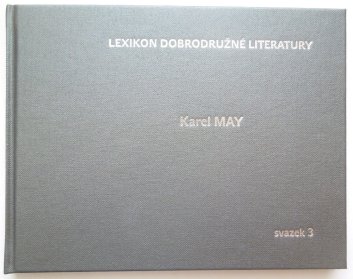 LEXIKON DOBRODRUŽNÉ LITERATURY
Karel MAY
svazek 3